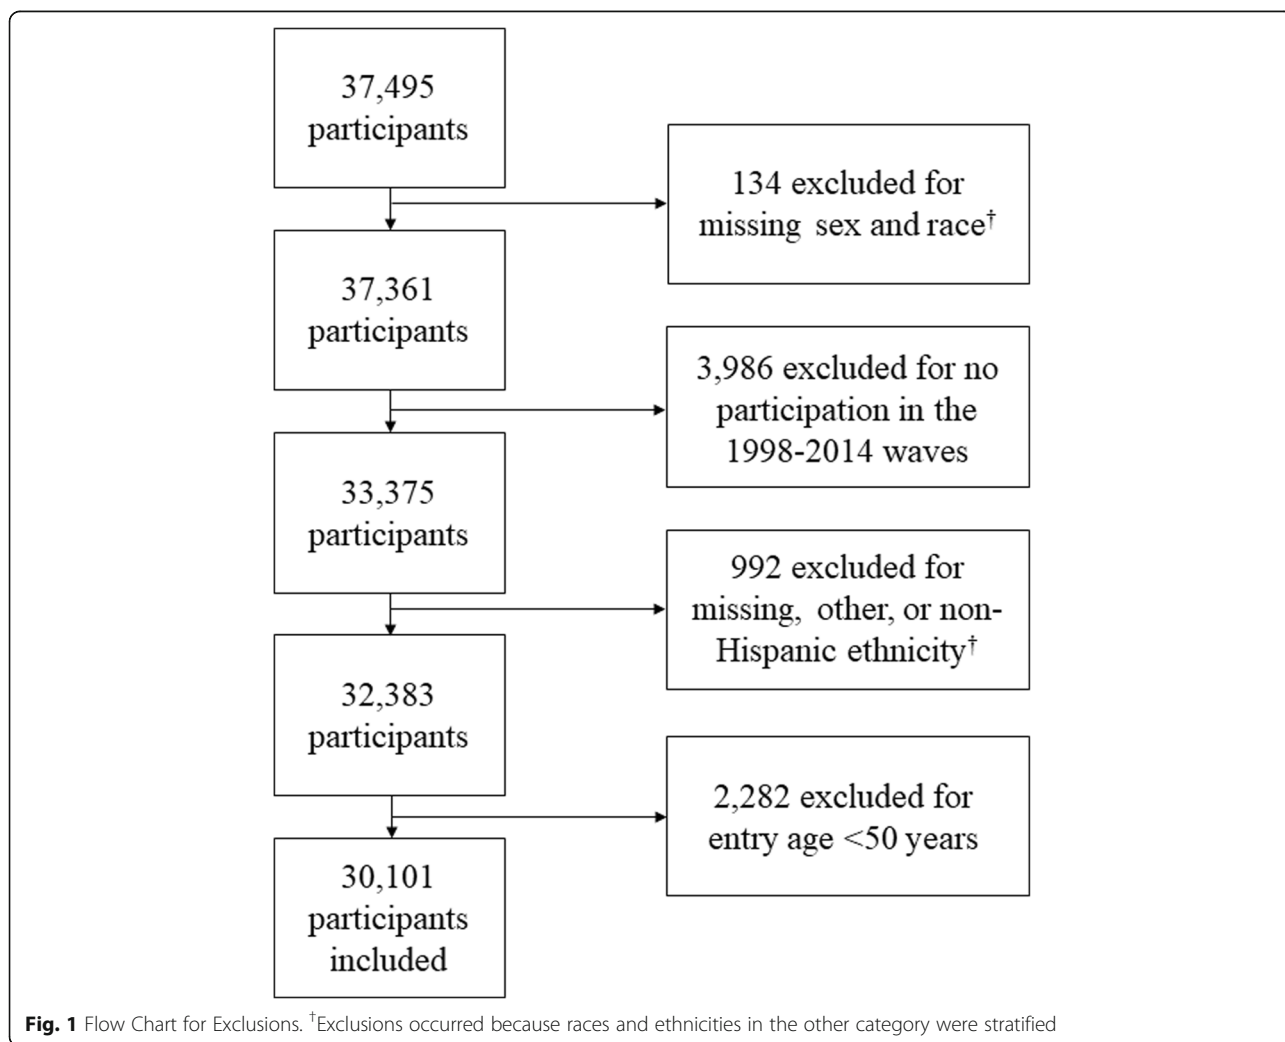 37,495
participants
134 excluded for
missing sex and race†
37,361
participants
3,986 excluded for no
participation in the
1998-2014 waves
33,375
participants
992 excluded for
missing, other, or non-
Hispanic ethnicity†
32,383
participants
2,282 excluded for
entry age <50 years
30,101
participants
included
Fig. 1 Flow Chart for Exclusions. †Exclusions occurred because races and ethnicities in the other category were stratified